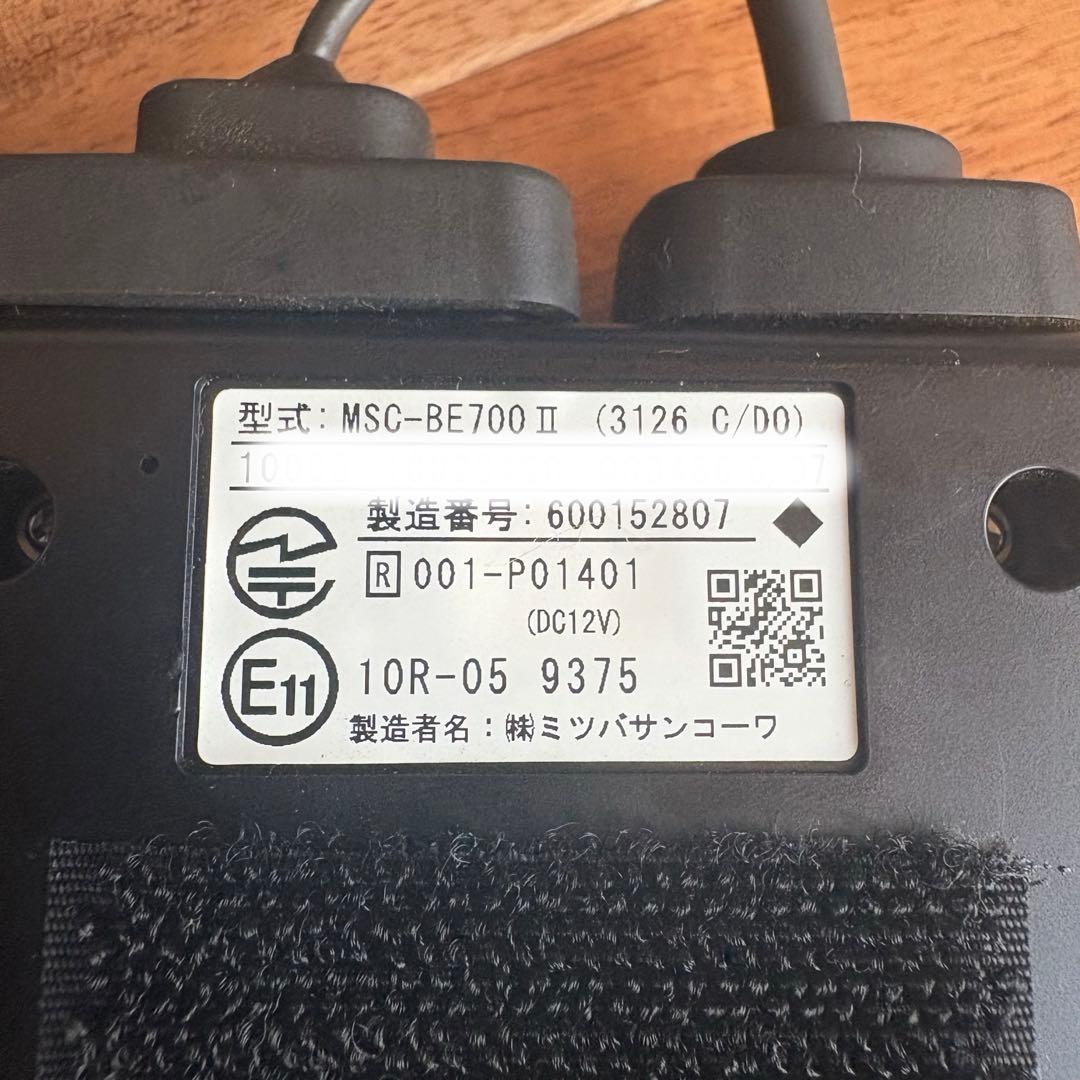 型式: MSC-BE700Ⅱ (3126 C/D0)
製造番号: 600152807
R 001-P01401
(DC12V)
E11 10R-05 9375
製造者名:㈱ミツバサンコーワ